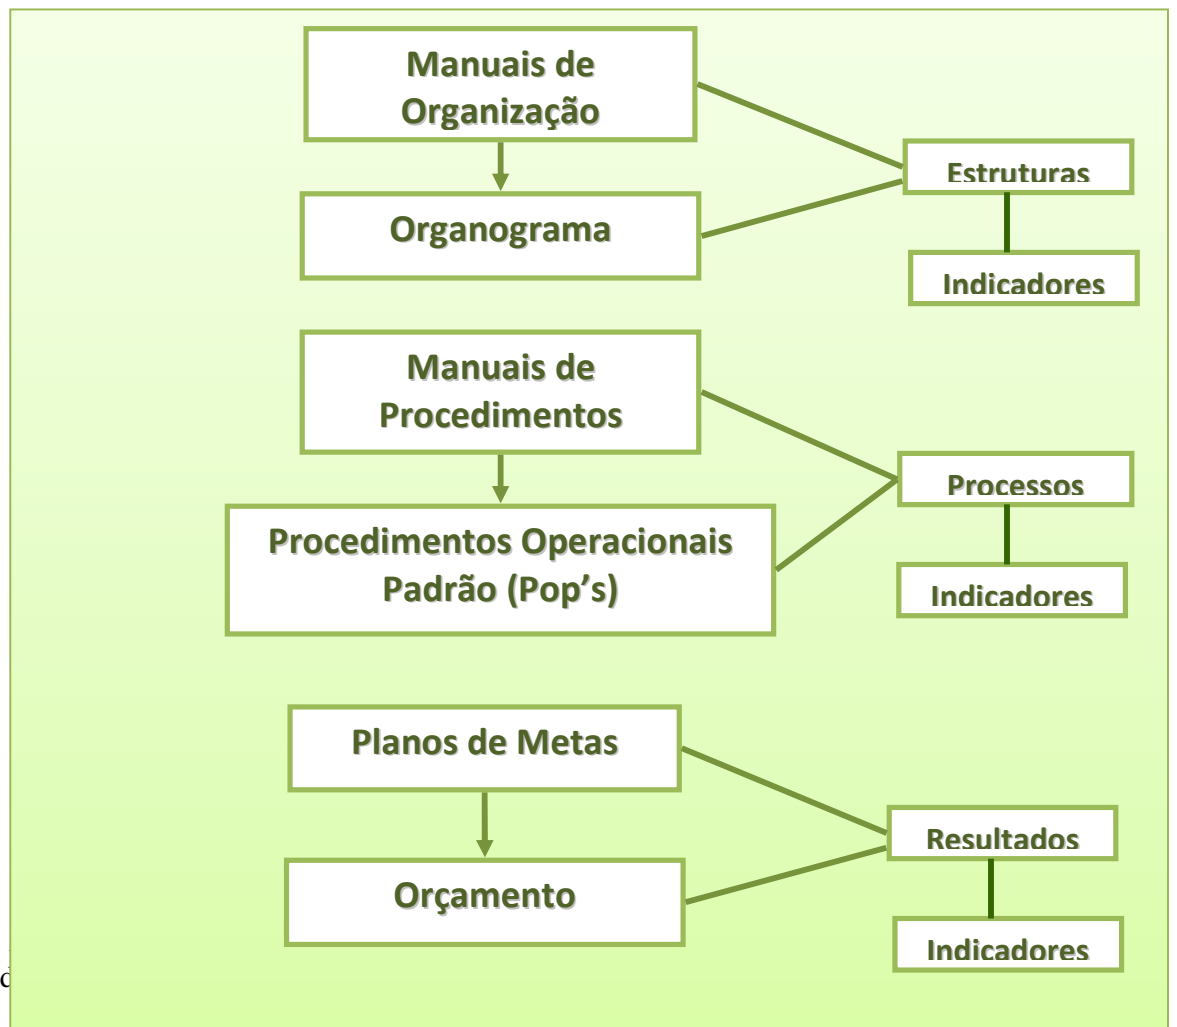 Manuais de
Organização
Estruturas
Organograma
Indicadores
Manuais de
Procedimentos
Processos
Procedimentos Operacionais
Padrão (Pop’s)
Indicadores
Planos de Metas
Resultados
Orçamento
Indicadores